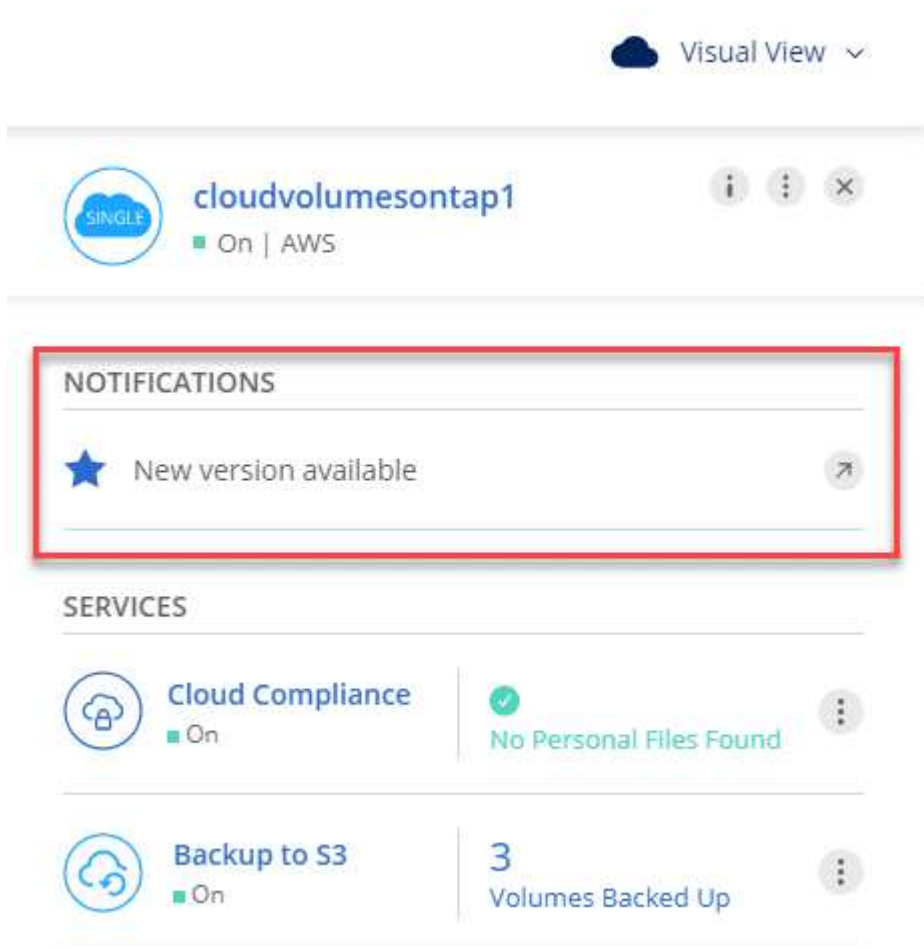 Visual View
SINGLE
cloudvolumesontap1
On | AWS
NOTIFICATIONS
New version available
SERVICES
Cloud Compliance
On
No Personal Files Found
Backup to S3
On
3
Volumes Backed Up